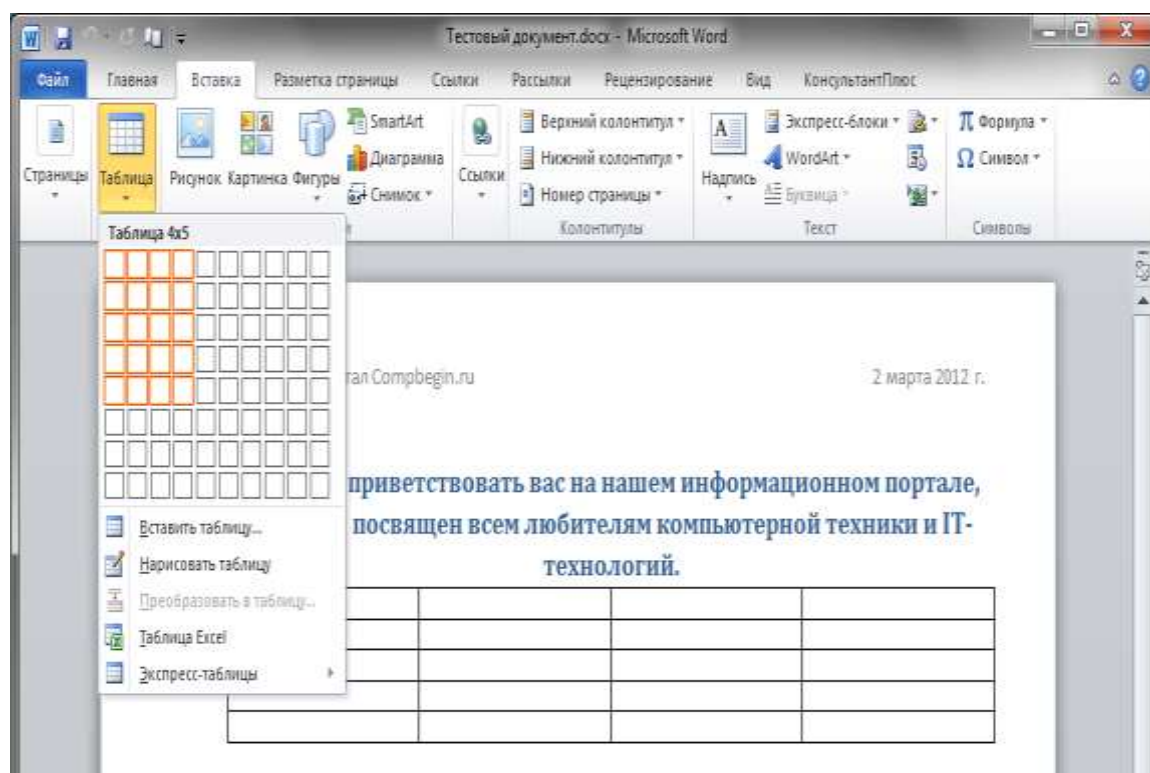 Тестовый документ.docx - Microsoft Word
Файл Главная Вставка Разметка страницы Ссылки Рассылки Рецензирование Вид КонсультантПлюс
Страницы
Таблица
Рисунок
Картинка
Фигуры
SmartArt
Диаграмма
Снимок
Ссылки
Верхний колонтитул
Нижний колонтитул
Номер страницы
Колонтитулы
Надпись
Экспресс-блоки
WordArt
Буквица
Текст
Формула
Символ
Символы
Таблица 4x5
Вставить таблицу...
Нарисовать таблицу
Преобразовать в таблицу...
Таблица Excel
Экспресс-таблицы
Compbegin.ru 2 марта 2012 г.
приветствовать вас на нашем информационном портале,
посвящен всем любителям компьютерной техники и IT-
технологий.